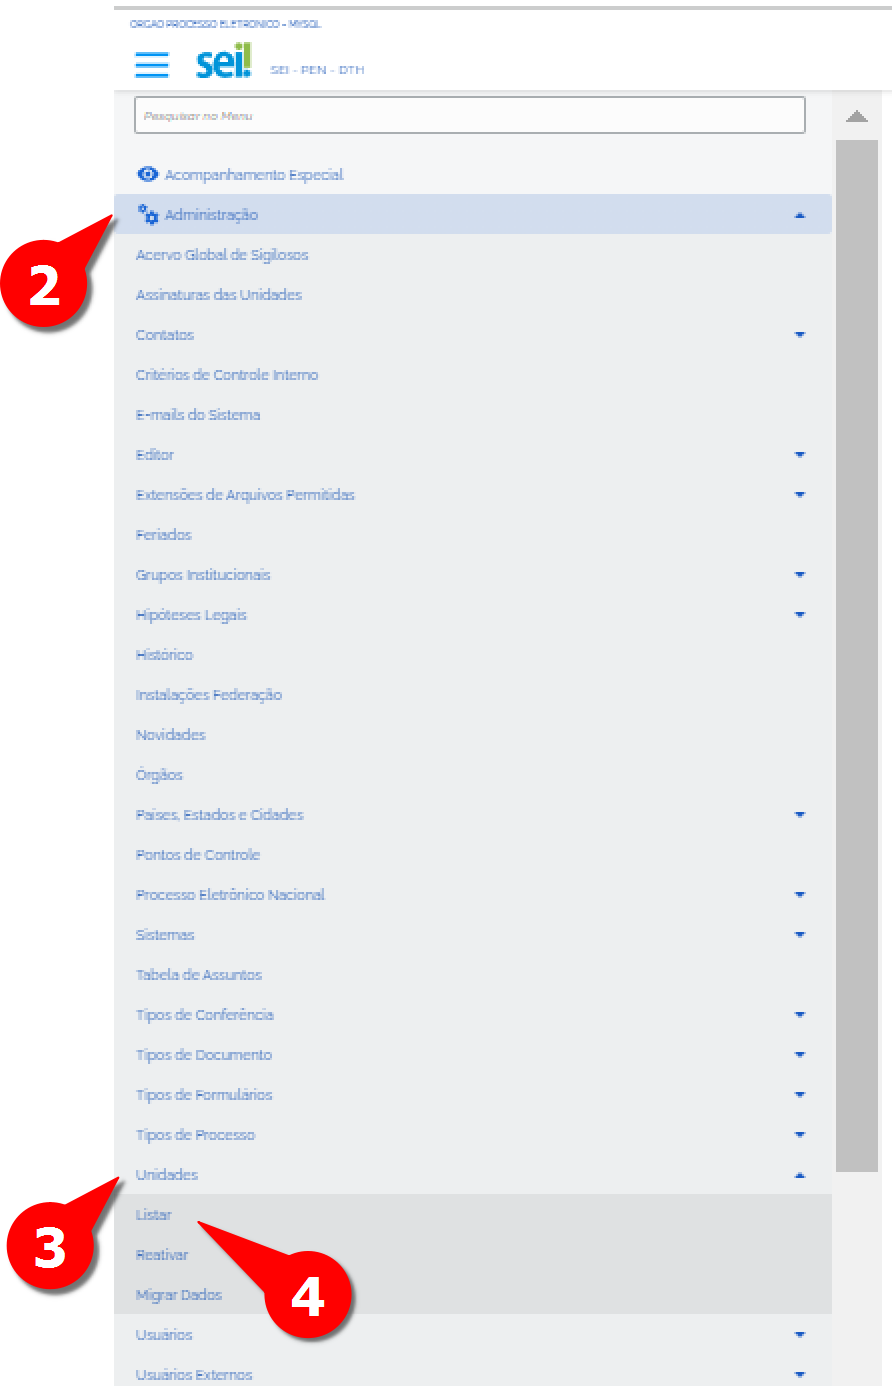 ORGAO PROCESSO ELETRONICO - MYSQL
sei! SEI - PEN - DTH
Pesquisar no Menu
Acompanhamento Especial
Administração
2
Acervo Global de Sigilosos
Assinaturas das Unidades
Contatos
Critérios de Controle Interno
E-mails do Sistema
Editor
Extensões de Arquivos Permitidas
Feriados
Grupos Institucionais
Hipóteses Legais
Histórico
Instalações Federação
Novidades
Órgãos
Países, Estados e Cidades
Pontos de Controle
Processo Eletrônico Nacional
Sistemas
Tabela de Assuntos
Tipos de Conferência
Tipos de Documento
Tipos de Formulários
Tipos de Processo
Unidades
Listar
3
Reativar
Migrar Dados
4
Usuários
Usuários Externos